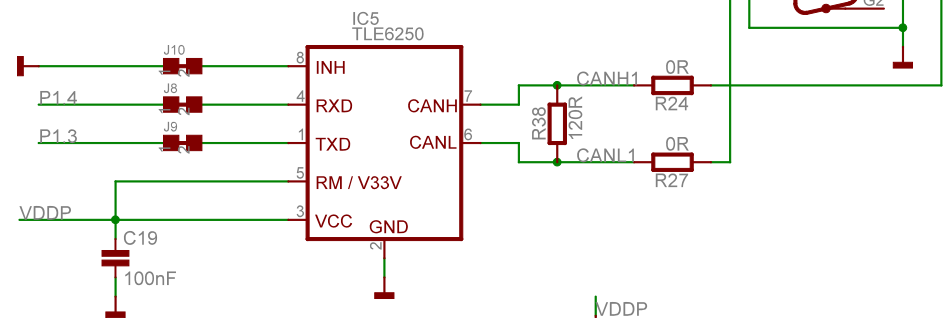 G2
IC5
TLE6250
J10
1 2
8
INH
P1.4
J8
1 2
4
RXD
P1.3
J9
1 2
1
TXD
5
RM / V33V
VDDP
3
VCC
GND
2
C19
100nF
CANH
7
CANL
6
R38
120R
CANH1
0R
R24
CANL1
0R
R27
VDDP